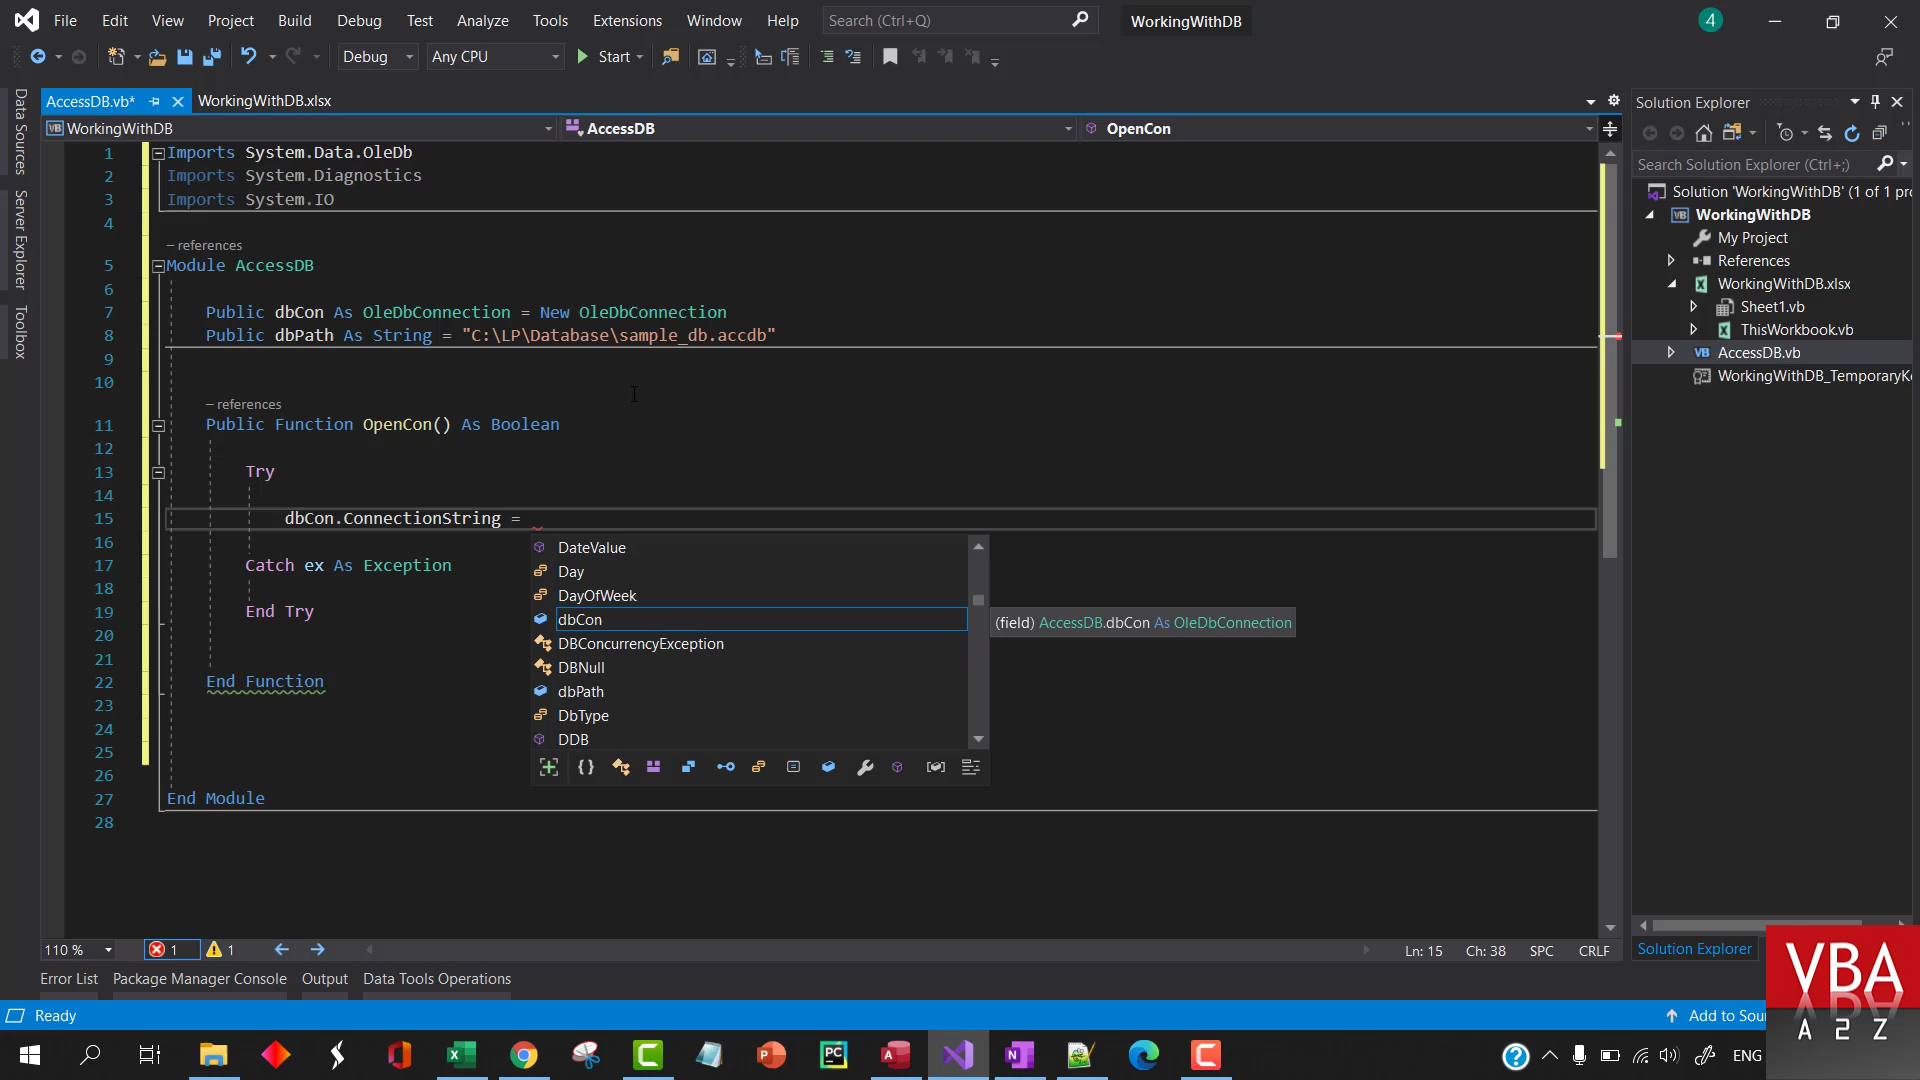 File Edit View Project Build Debug Test Analyze Tools Extensions Window Help Search (Ctrl+Q) WorkingWithDB 4
Debug Any CPU Start
AccessDB.vb* WorkingWithDB.xlsx
WorkingWithDB AccessDB OpenCon
Data Sources
Server Explorer
Toolbox
1 Imports System.Data.OleDb
2 Imports System.Diagnostics
3 Imports System.IO
4
– references
5 Module AccessDB
6
7 Public dbCon As OleDbConnection = New OleDbConnection
8 Public dbPath As String = "C:\LP\Database\sample_db.accdb"
9
10
– references
11 Public Function OpenCon() As Boolean
12
13 Try
14
15 dbCon.ConnectionString =
16
17 Catch ex As Exception
18
19 End Try
20
21
22 End Function
23
24
25
26
27 End Module
28
DateValue
Day
DayOfWeek
dbCon
DBConcurrencyException
DBNull
dbPath
DbType
DDB
(field) AccessDB.dbCon As OleDbConnection
Solution Explorer
Search Solution Explorer (Ctrl+;)
Solution 'WorkingWithDB' (1 of 1 pr
WorkingWithDB
My Project
References
WorkingWithDB.xlsx
Sheet1.vb
ThisWorkbook.vb
AccessDB.vb
WorkingWithDB_TemporaryK
Solution Explorer
110 % 1 1 Ln: 15 Ch: 38 SPC CRLF
Error List Package Manager Console Output Data Tools Operations
Ready Add to Sou
VBA
A 2 Z
ENG